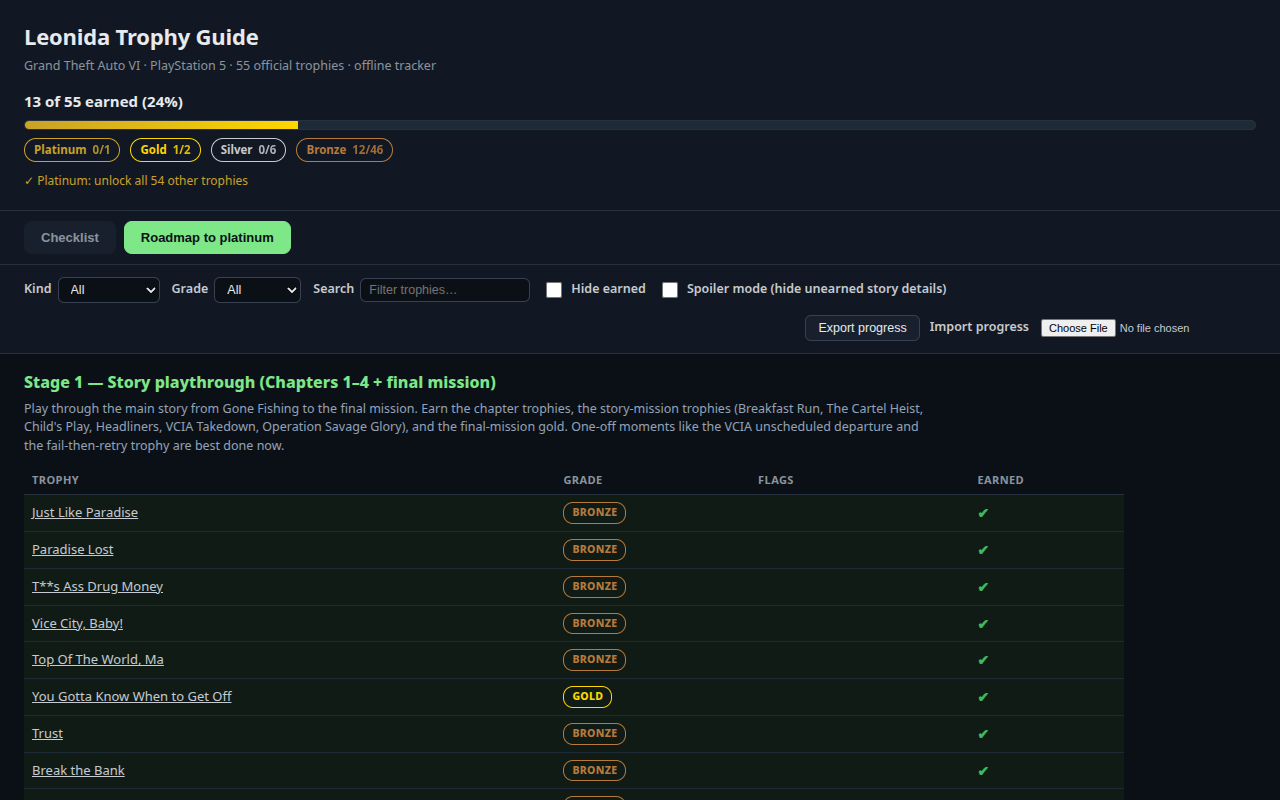 Leonida Trophy Guide
Grand Theft Auto VI · PlayStation 5 · 55 official trophies · offline tracker
13 of 55 earned (24%)
Platinum 0/1 Gold 1/2 Silver 0/6 Bronze 12/46
✓ Platinum: unlock all 54 other trophies
Checklist Roadmap to platinum
Kind All Grade All Search Filter trophies… Hide earned Spoiler mode (hide unearned story details)
Export progress Import progress Choose File No file chosen
Stage 1 — Story playthrough (Chapters 1–4 + final mission)
Play through the main story from Gone Fishing to the final mission. Earn the chapter trophies, the story-mission trophies (Breakfast Run, The Cartel Heist,
Child's Play, Headliners, VCIA Takedown, Operation Savage Glory), and the final-mission gold. One-off moments like the VCIA unscheduled departure and
the fail-then-retry trophy are best done now.
TROPHY GRADE FLAGS EARNED
Just Like Paradise BRONZE ✔
Paradise Lost BRONZE ✔
T**s Ass Drug Money BRONZE ✔
Vice City, Baby! BRONZE ✔
Top Of The World, Ma BRONZE ✔
You Gotta Know When to Get Off GOLD ✔
Trust BRONZE ✔
Break the Bank BRONZE ✔